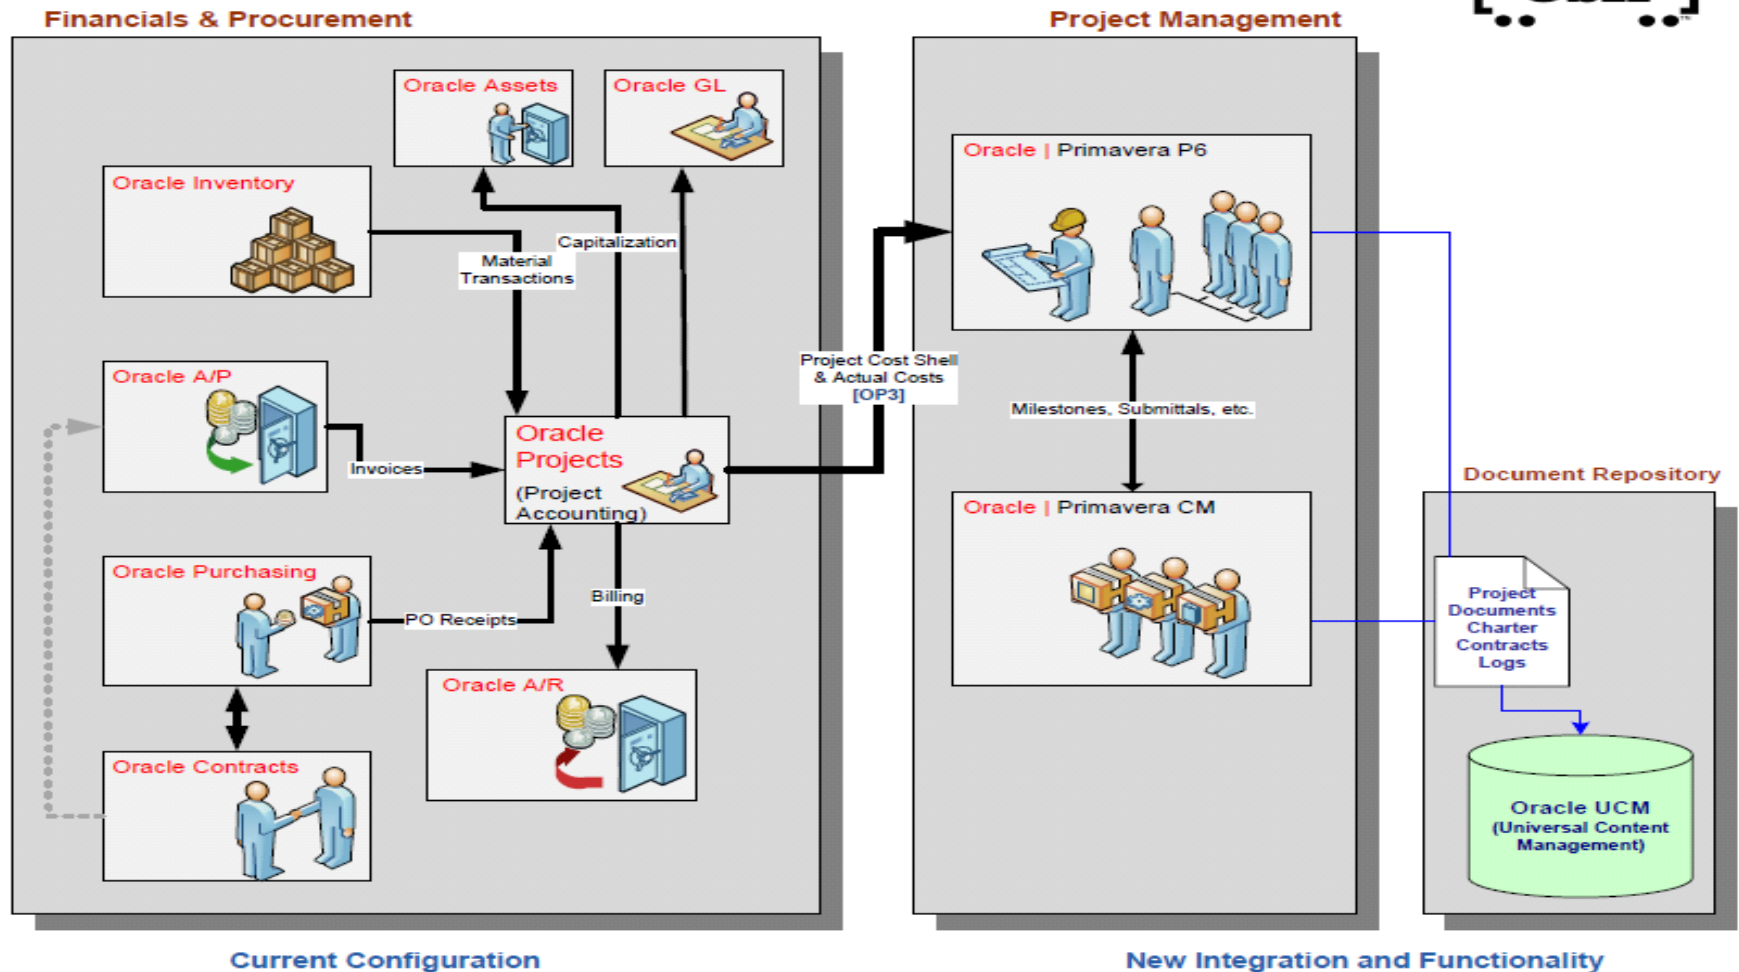 Financials & Procurement
Project Management
Oracle Assets
Oracle GL
Oracle Inventory
Oracle | Primavera P6
Capitalization
Material
Transactions
Project Cost Shell
& Actual Costs
[OP3]
Oracle A/P
Milestones, Submittals, etc.
Oracle
Projects
(Project
Accounting)
Invoices
Document Repository
Oracle | Primavera CM
Oracle Purchasing
PO Receipts
Billing
Project
Documents
Charter
Contracts
Logs
Oracle A/R
Oracle Contracts
Oracle UCM
(Universal Content
Management)
Current Configuration
New Integration and Functionality